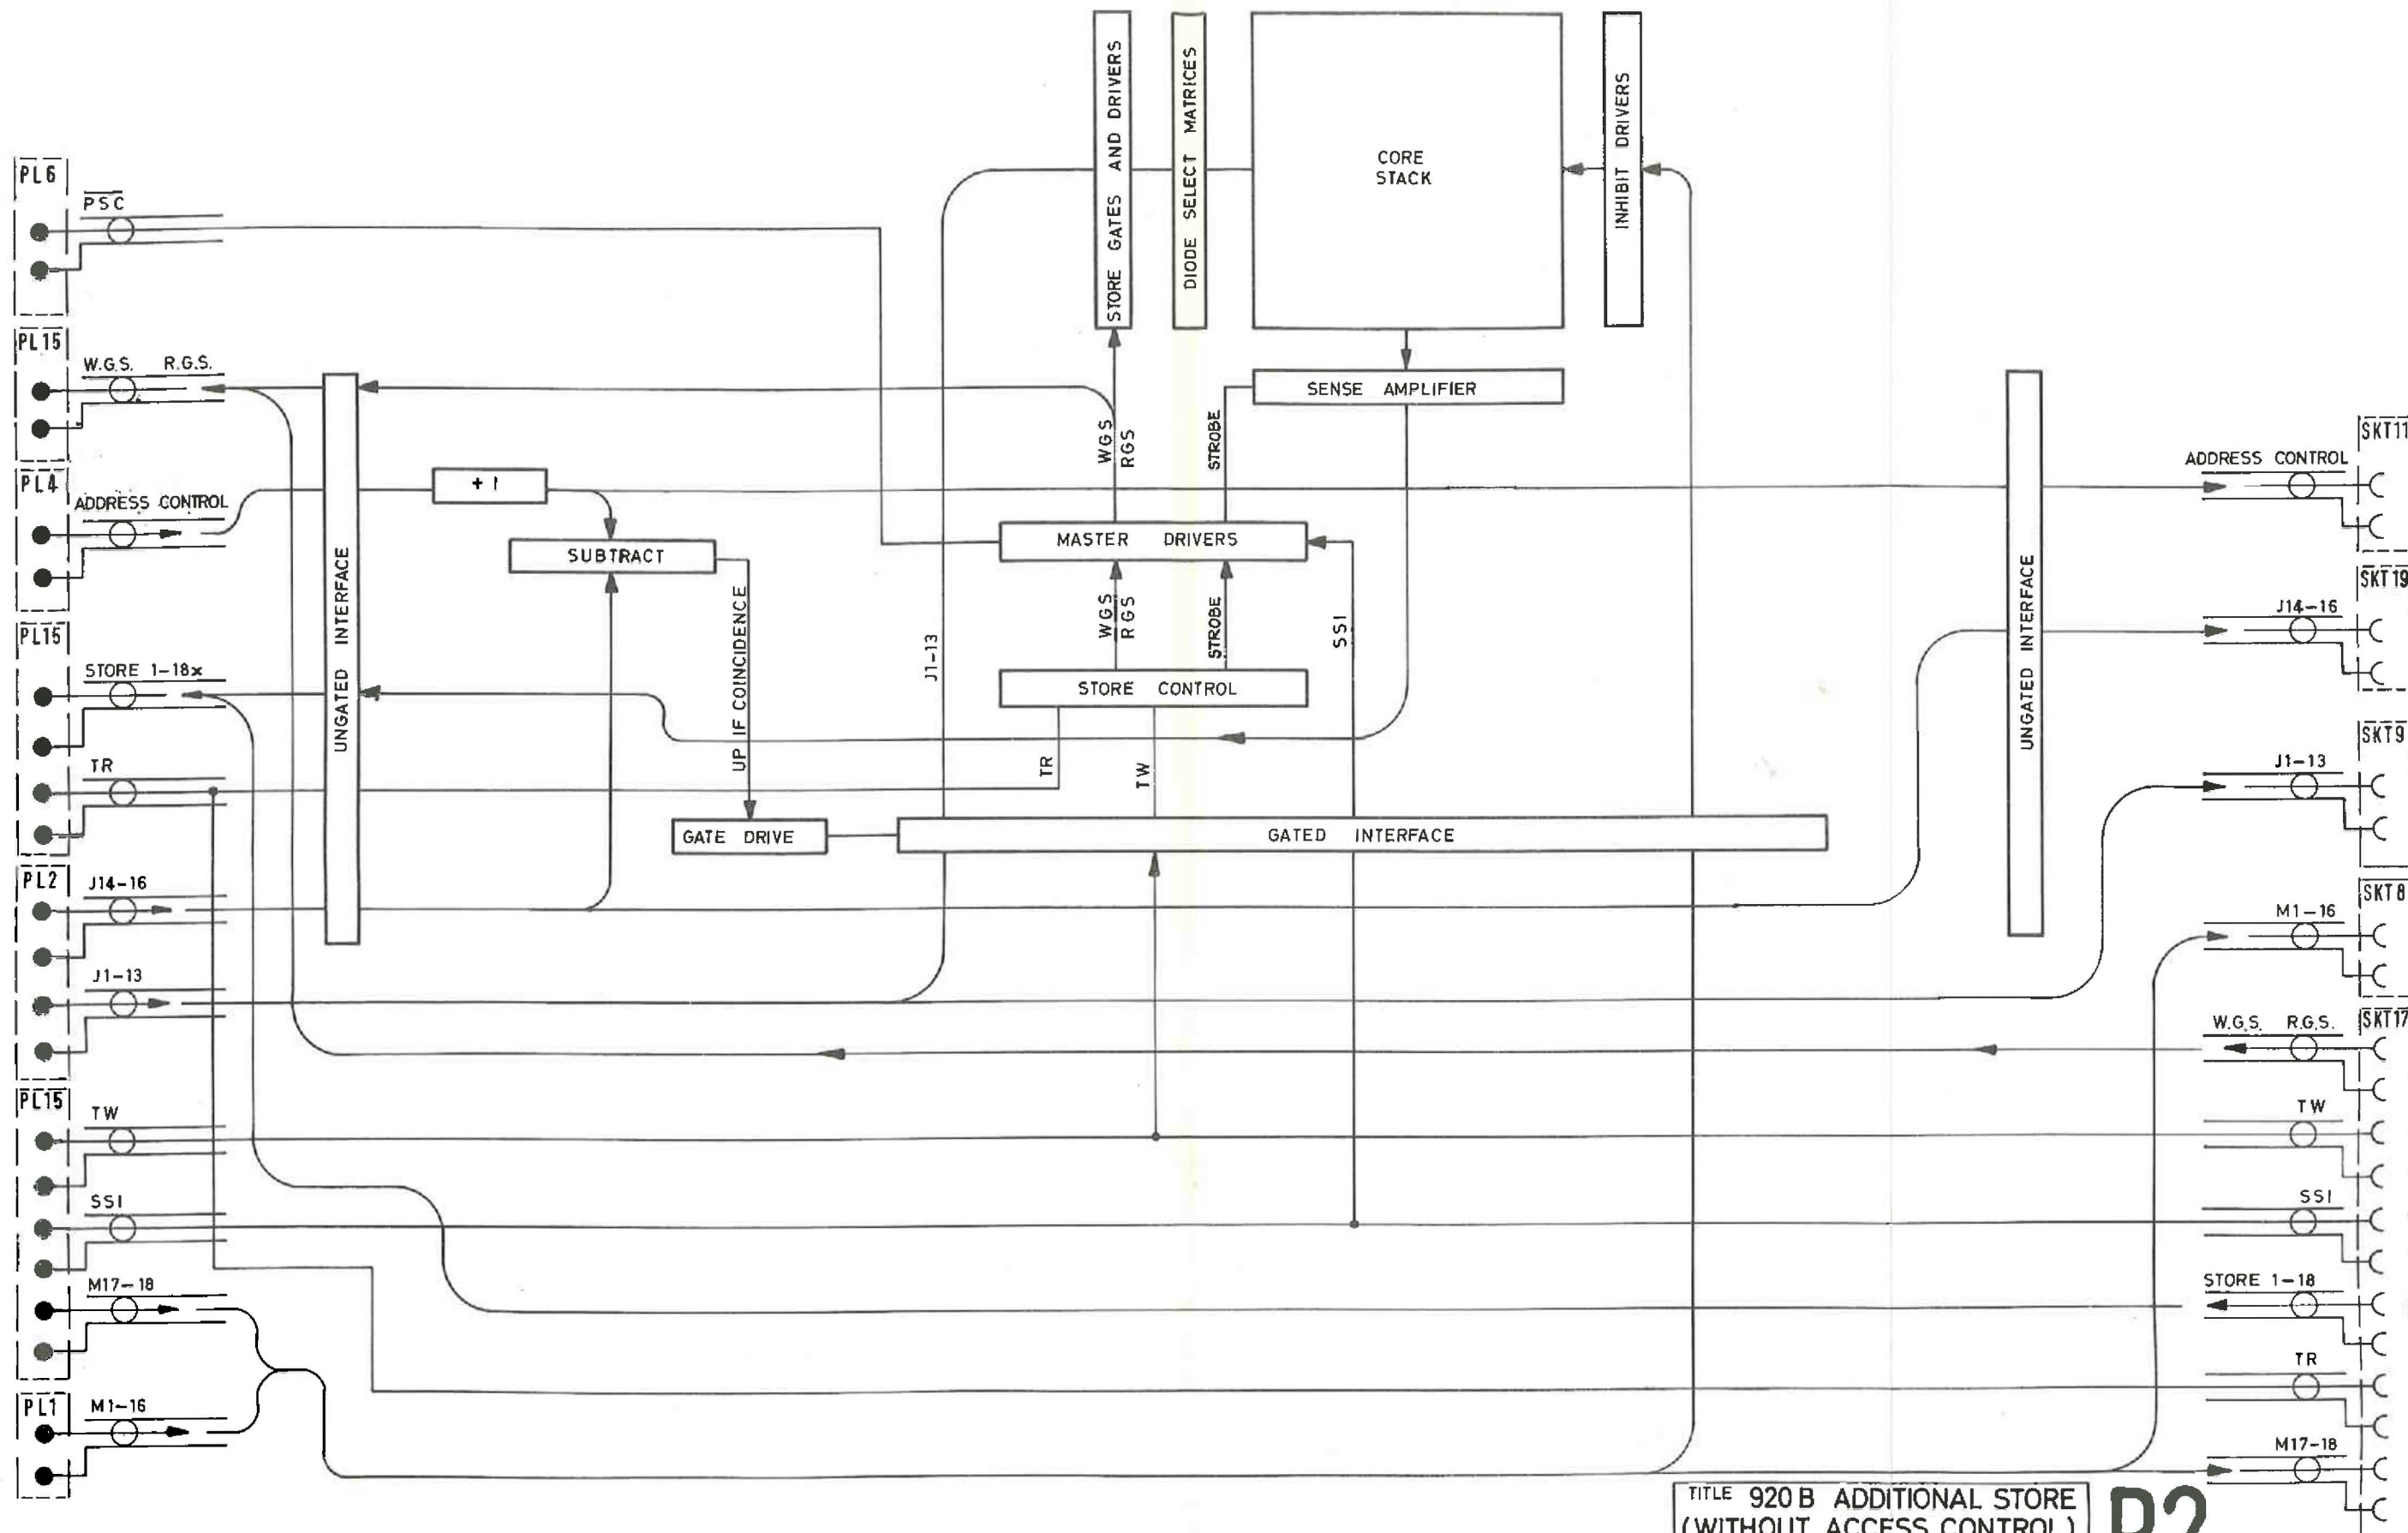 PL6
PSC
PL15
W.G.S. R.G.S.
PL4
ADDRESS CONTROL
PL15
STORE 1-18x
TR
PL2
J14-16
J1-13
PL15
TW
SSI
M17-18
PL1
M1-16
UNGATED INTERFACE
+1
SUBTRACT
UP IF COINCIDENCE
GATE DRIVE
J1-13
STORE GATES AND DRIVERS
DIODE SELECT MATRICES
CORE
STACK
INHIBIT DRIVERS
SENSE AMPLIFIER
WGS
RGS
STROBE
MASTER DRIVERS
WGS
RGS
STROBE
SSI
STORE CONTROL
TR
TW
GATED INTERFACE
UNGATED INTERFACE
SKT11
ADDRESS CONTROL
SKT19
J14-16
SKT9
J1-13
SKT8
M1-16
SKT17
W.G.S. R.G.S.
TW
SSI
STORE 1-18
TR
M17-18
TITLE 920B ADDITIONAL STORE
(WITHOUT ACCESS CONTROL)
P2